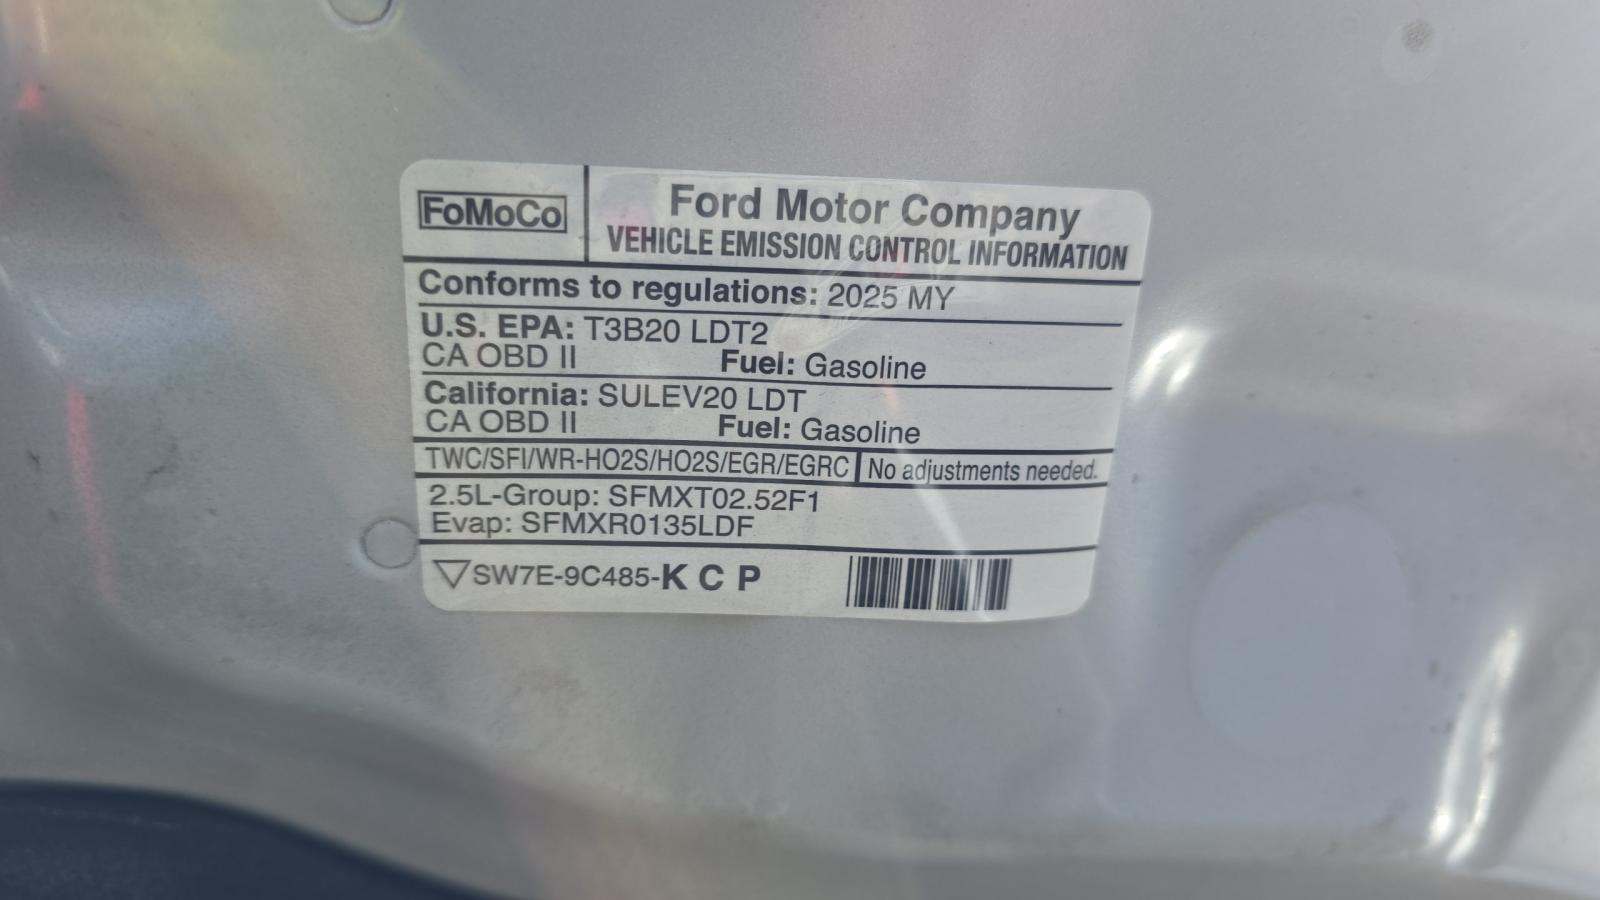 FoMoCo
Ford Motor Company
VEHICLE EMISSION CONTROL INFORMATION
Conforms to regulations: 2025 MY
U.S. EPA: T3B20 LDT2
CA OBD II Fuel: Gasoline
California: SULEV20 LDT
CA OBD II Fuel: Gasoline
TWC/SFI/WR-HO2S/HO2S/EGR/EGRC No adjustments needed.
2.5L-Group: SFMXT02.52F1
Evap: SFMXR0135LDF
SW7E-9C485-K C P